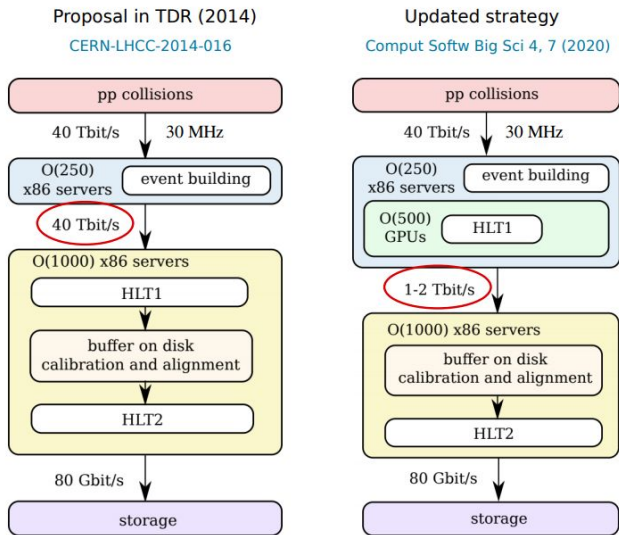 Proposal in TDR (2014)
CERN-LHCC-2014-016
pp collisions
40 Tbit/s
30 MHz
O(250)
x86 servers
event building
40 Tbit/s
O(1000) x86 servers
HLT1
buffer on disk
calibration and alignment
HLT2
80 Gbit/s
storage
Updated strategy
Comput Softw Big Sci 4, 7 (2020)
pp collisions
40 Tbit/s
30 MHz
O(250)
x86 servers
event building
O(500)
GPUs
HLT1
1-2 Tbit/s
O(1000) x86 servers
buffer on disk
calibration and alignment
HLT2
80 Gbit/s
storage